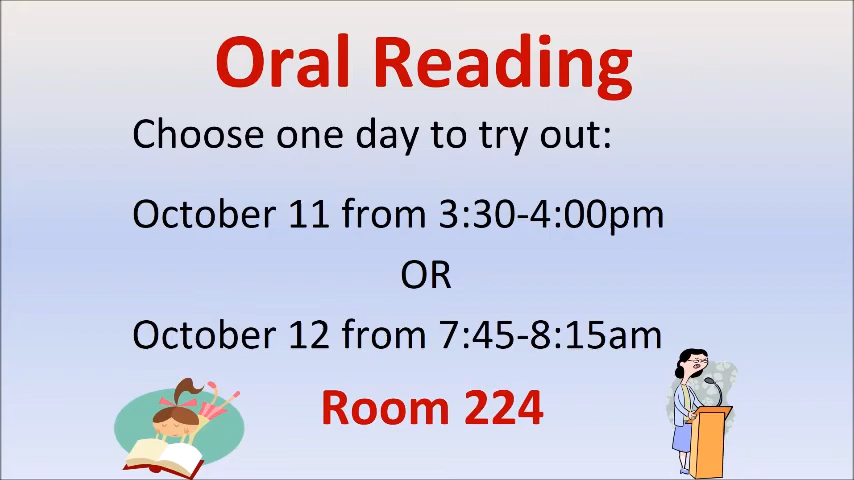 Oral Reading
Choose one day to try out:
October 11 from 3:30-4:00pm
OR
October 12 from 7:45-8:15am
Room 224